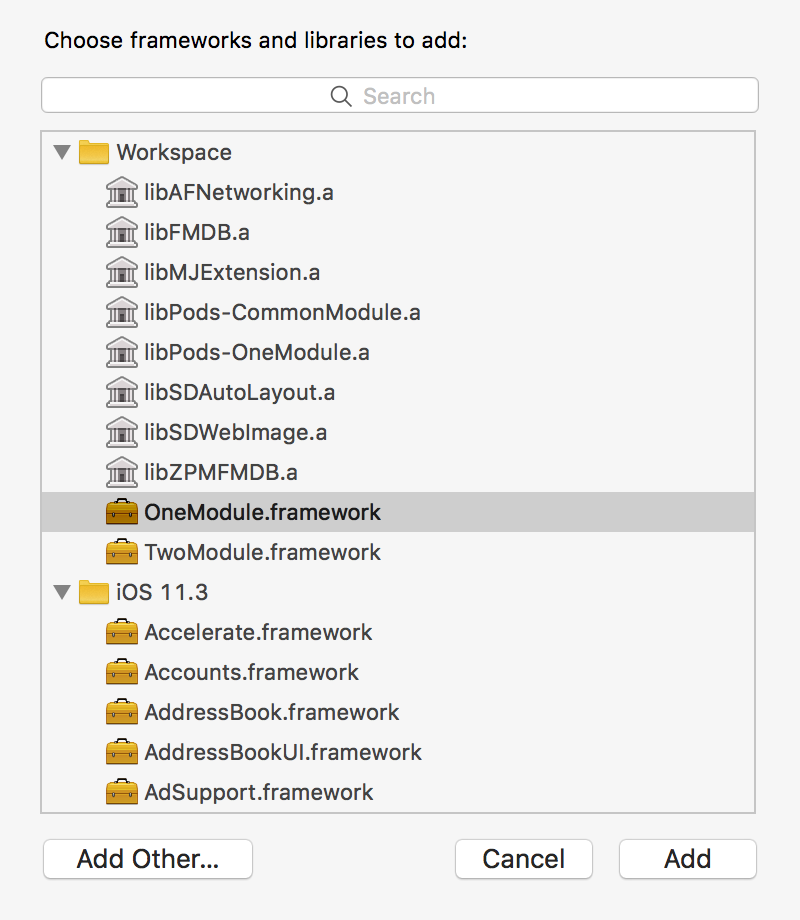 Choose frameworks and libraries to add:
Search
Workspace
libAFNetworking.a
libFMDB.a
libMJExtension.a
libPods-CommonModule.a
libPods-OneModule.a
libSDAutoLayout.a
libSDWebImage.a
libZPMFMDB.a
OneModule.framework
TwoModule.framework
iOS 11.3
Accelerate.framework
Accounts.framework
AddressBook.framework
AddressBookUI.framework
AdSupport.framework
Add Other... Cancel Add